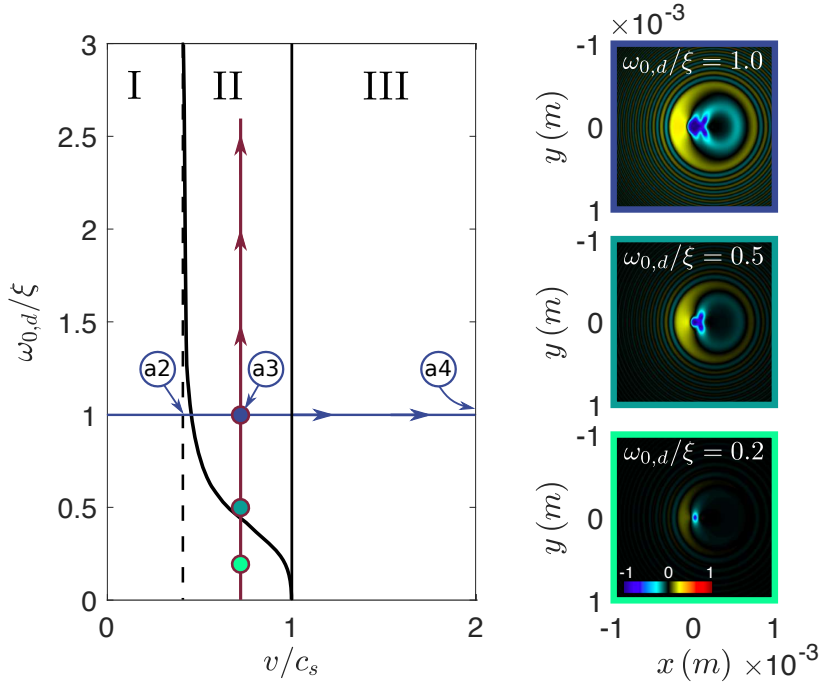 3
2.5
2
1.5
1
0.5
0
ω₀,d/ξ
I
II
III
a2
a3
a4
0
1
2
v/cₛ
×10⁻³
-1
0
1
y (m)
ω₀,d/ξ = 1.0
-1
0
1
y (m)
ω₀,d/ξ = 0.5
-1
0
1
y (m)
ω₀,d/ξ = 0.2
-1 0 1
-1 0 1
x (m) ×10⁻³